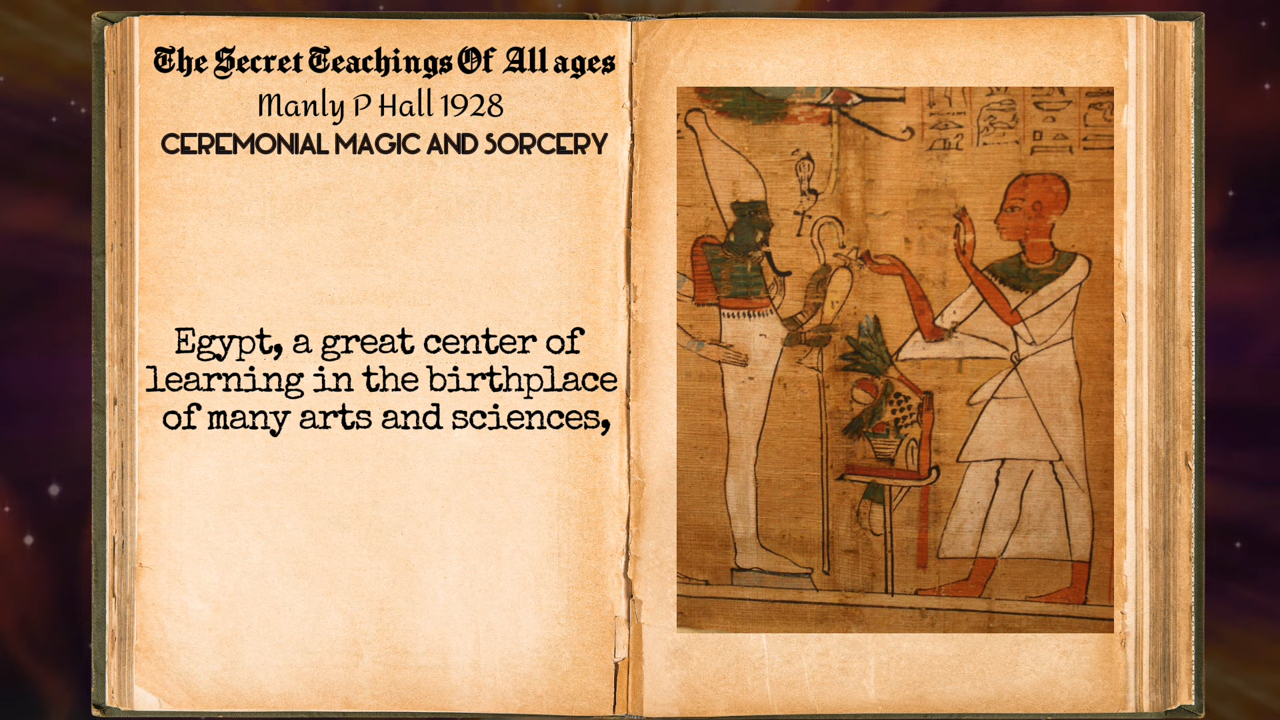 The Secret Teachings Of All ages
Manly P Hall 1928
CEREMONIAL MAGIC AND SORCERY
Egypt, a great center of
learning in the birthplace
of many arts and sciences,